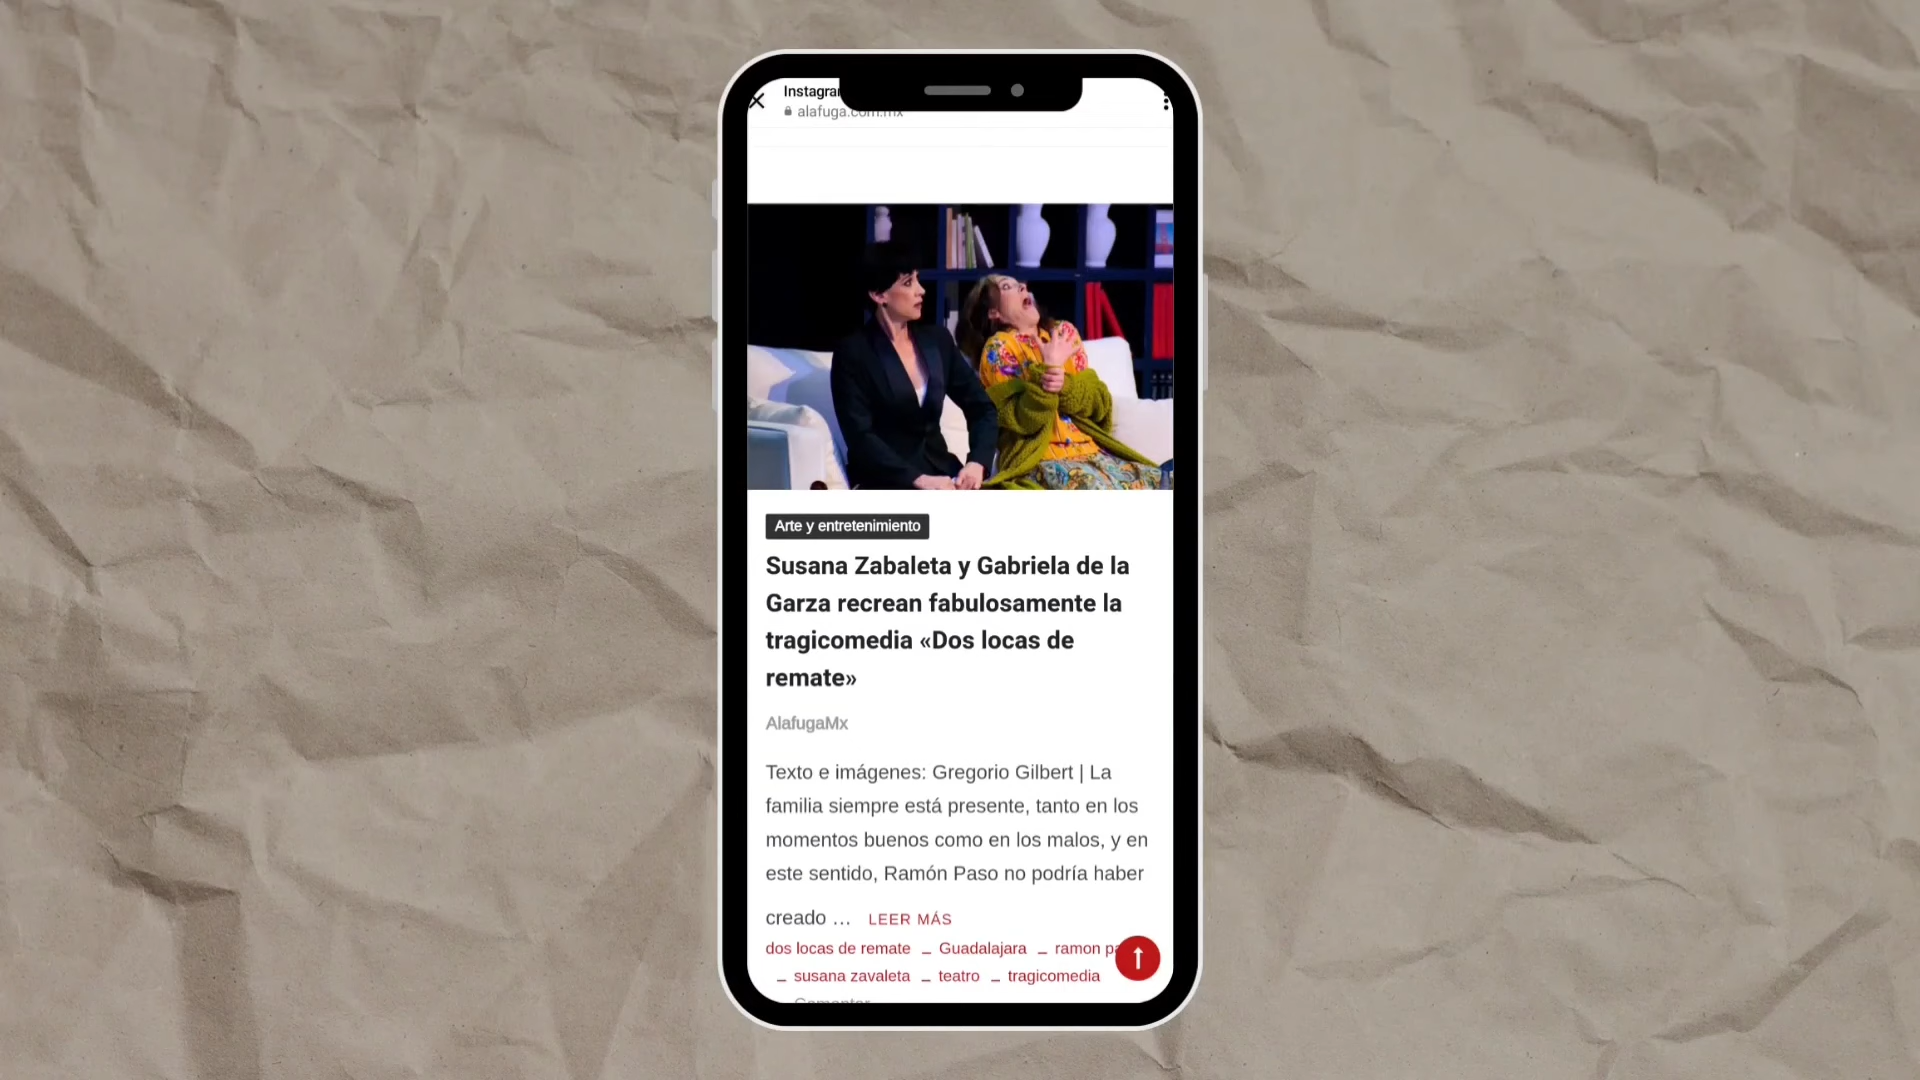 alafuga.com.mx
Arte y entretenimiento
Susana Zabaleta y Gabriela de la
Garza recrean fabulosamente la
tragicomedia «Dos locas de
remate»
AlafugaMx
Texto e imágenes: Gregorio Gilbert | La
familia siempre está presente, tanto en los
momentos buenos como en los malos, y en
este sentido, Ramón Paso no podría haber
creado … LEER MÁS
dos locas de remate _ Guadalajara _ ramon
_ susana zavaleta _ teatro _ tragicomedia